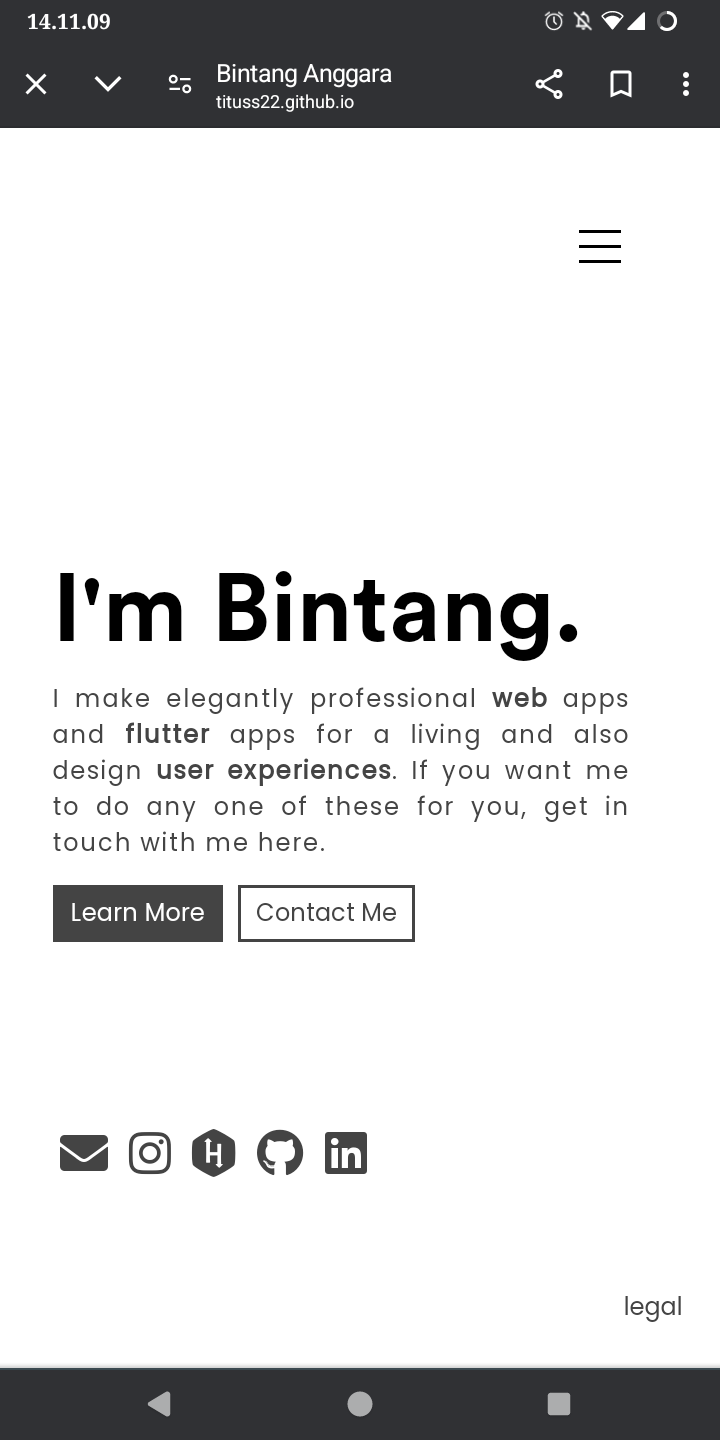 14.11.09
Bintang Anggara
tituss22.github.io
I'm Bintang.
I make elegantly professional web apps
and flutter apps for a living and also
design user experiences. If you want me
to do any one of these for you, get in
touch with me here.
Learn More
Contact Me
legal